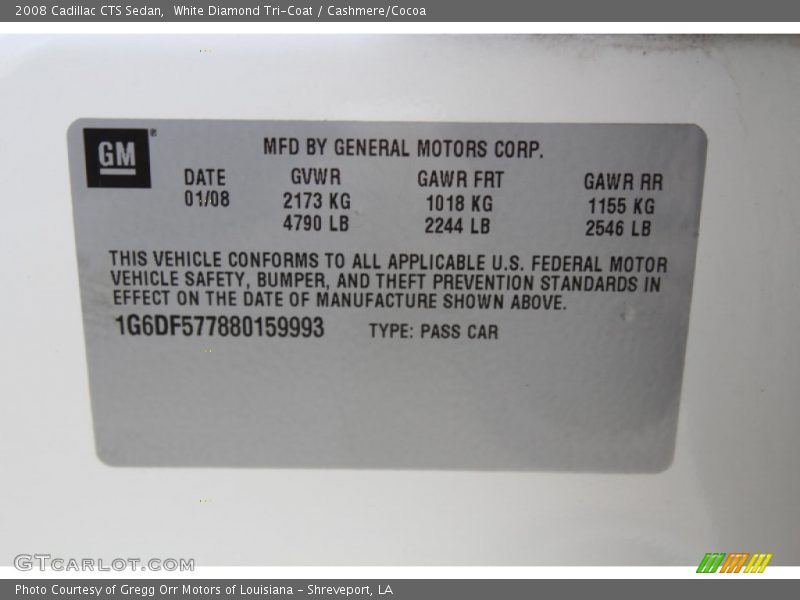 2008 Cadillac CTS Sedan, White Diamond Tri-Coat / Cashmere/Cocoa
GM®
MFD BY GENERAL MOTORS CORP.
DATE GVWR GAWR FRT GAWR RR
01/08 2173 KG 1018 KG 1155 KG
4790 LB 2244 LB 2546 LB
THIS VEHICLE CONFORMS TO ALL APPLICABLE U.S. FEDERAL MOTOR
VEHICLE SAFETY, BUMPER, AND THEFT PREVENTION STANDARDS IN
EFFECT ON THE DATE OF MANUFACTURE SHOWN ABOVE.
1G6DF577880159993 TYPE: PASS CAR
GTcarlot.com
Photo Courtesy of Gregg Orr Motors of Louisiana - Shreveport, LA